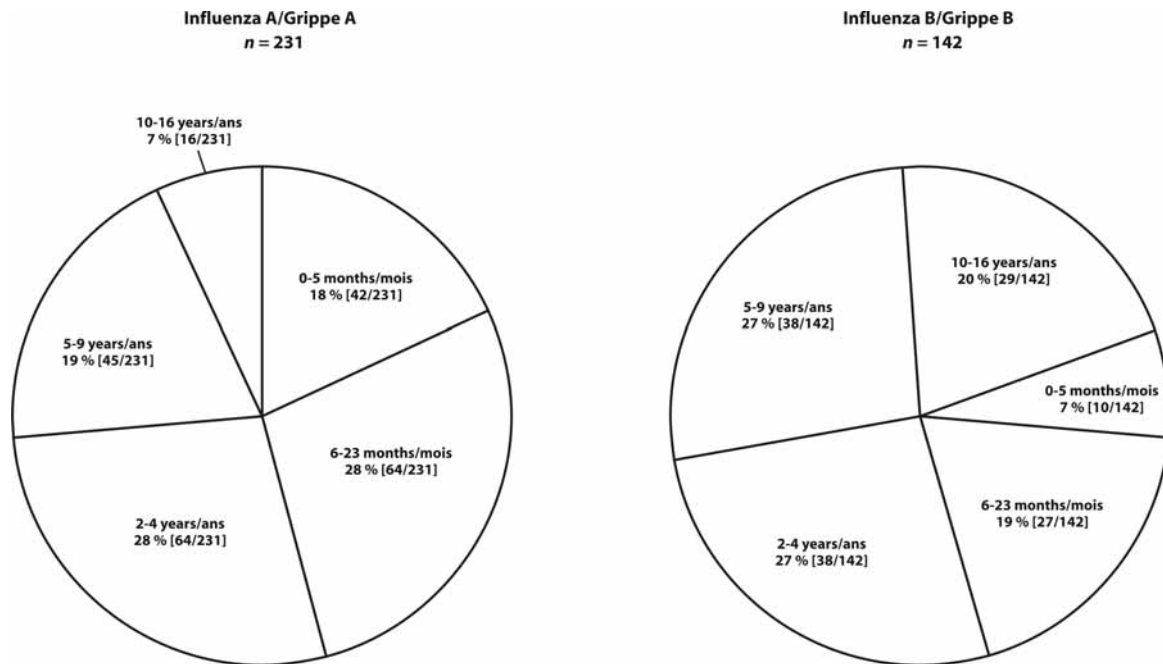 Influenza A/Grippe A
n = 231
10-16 years/ans
7 % [16/231]
0-5 months/mois
18 % [42/231]
5-9 years/ans
19 % [45/231]
6-23 months/mois
28 % [64/231]
2-4 years/ans
28 % [64/231]
Influenza B/Grippe B
n = 142
10-16 years/ans
20 % [29/142]
5-9 years/ans
27 % [38/142]
0-5 months/mois
7 % [10/142]
6-23 months/mois
19 % [27/142]
2-4 years/ans
27 % [38/142]